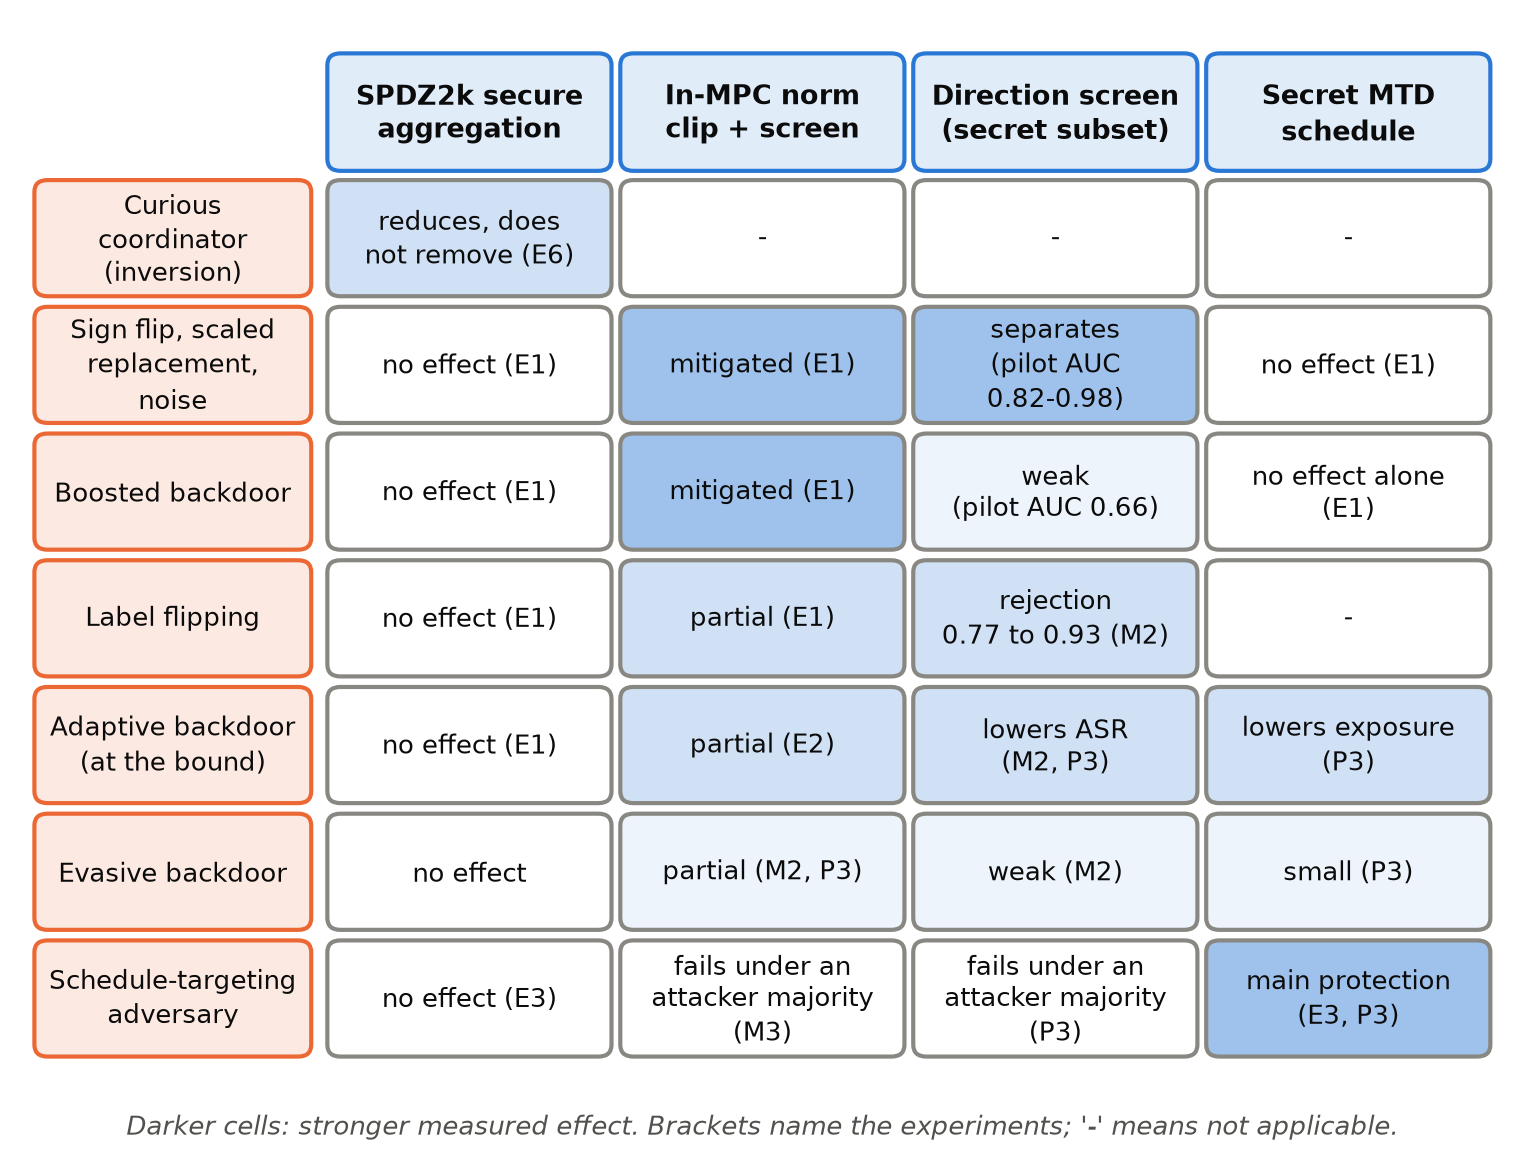 SPDZ2k secure
aggregation
In-MPC norm
clip + screen
Direction screen
(secret subset)
Secret MTD
schedule
Curious
coordinator
(inversion)
reduces, does
not remove (E6)
-
-
-
Sign flip, scaled
replacement,
noise
no effect (E1)
mitigated (E1)
separates
(pilot AUC
0.82-0.98)
no effect (E1)
Boosted backdoor
no effect (E1)
mitigated (E1)
weak
(pilot AUC 0.66)
no effect alone
(E1)
Label flipping
no effect (E1)
partial (E1)
rejection
0.77 to 0.93 (M2)
-
Adaptive backdoor
(at the bound)
no effect (E1)
partial (E2)
lowers ASR
(M2, P3)
lowers exposure
(P3)
Evasive backdoor
no effect
partial (M2, P3)
weak (M2)
small (P3)
Schedule-targeting
adversary
no effect (E3)
fails under an
attacker majority
(M3)
fails under an
attacker majority
(P3)
main protection
(E3, P3)
Darker cells: stronger measured effect. Brackets name the experiments; '-' means not applicable.